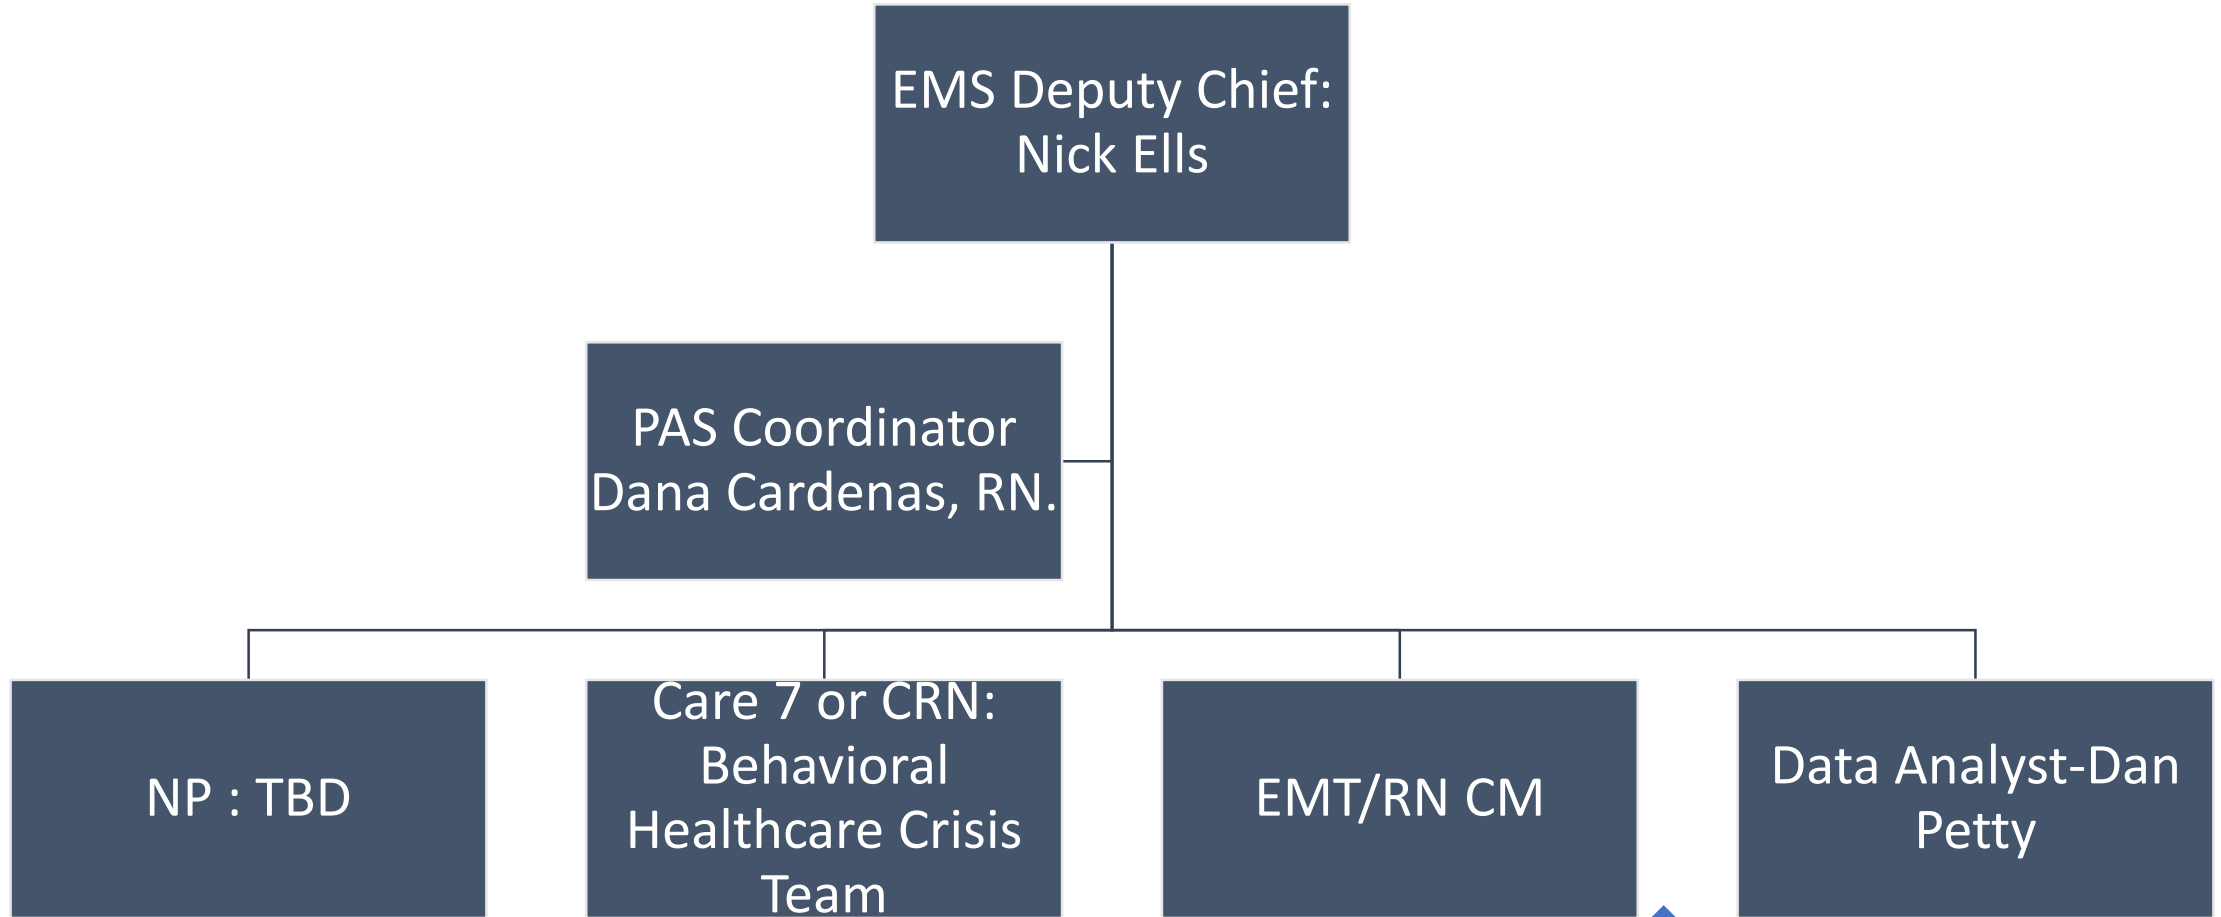 EMS Deputy Chief:
Nick Ells
PAS Coordinator
Dana Cardenas, RN.
NP : TBD
Care 7 or CRN:
Behavioral
Healthcare Crisis
Team
EMT/RN CM
Data Analyst-Dan
Petty